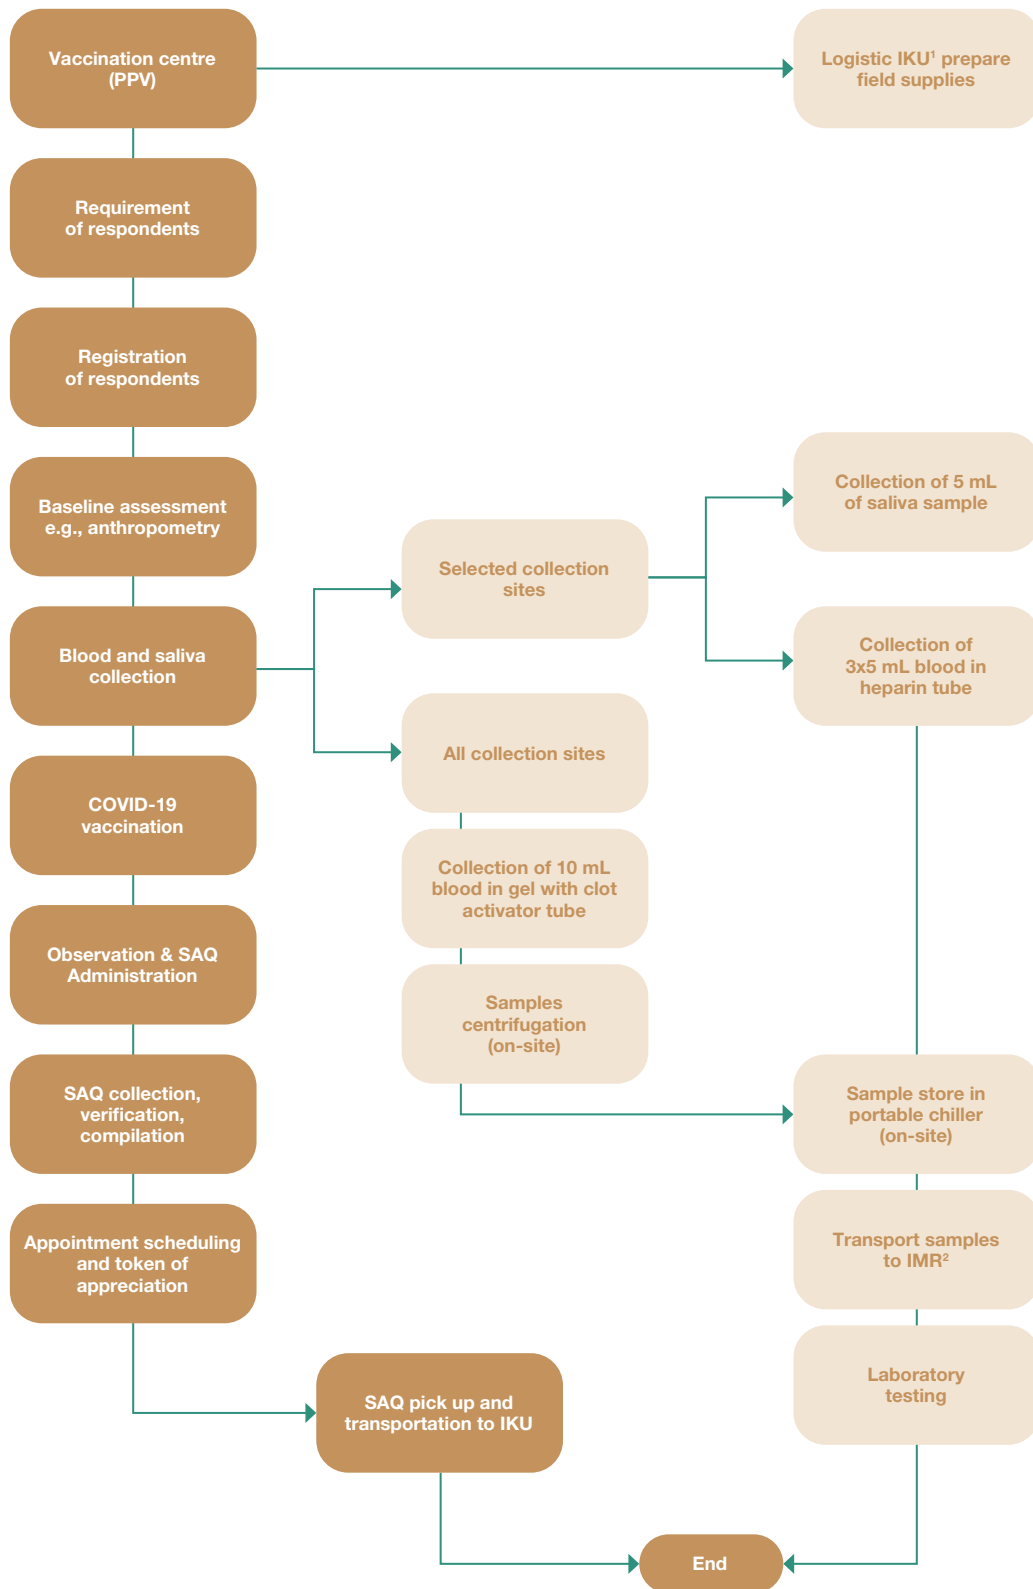 Vaccination centre
(PPV)
Logistic IKU¹ prepare
field supplies
Requirement
of respondents
Registration
of respondents
Baseline assessment
e.g., anthropometry
Blood and saliva
collection
Selected collection
sites
Collection of 5 mL
of saliva sample
Collection of
3x5 mL blood in
heparin tube
All collection sites
Collection of 10 mL
blood in gel with clot
activator tube
Samples
centrifugation
(on-site)
Sample store in
portable chiller
(on-site)
Transport samples
to IMR²
Laboratory
testing
COVID-19
vaccination
Observation & SAQ
Administration
SAQ collection,
verification,
compilation
Appointment scheduling
and token of
appreciation
SAQ pick up and
transportation to IKU
End